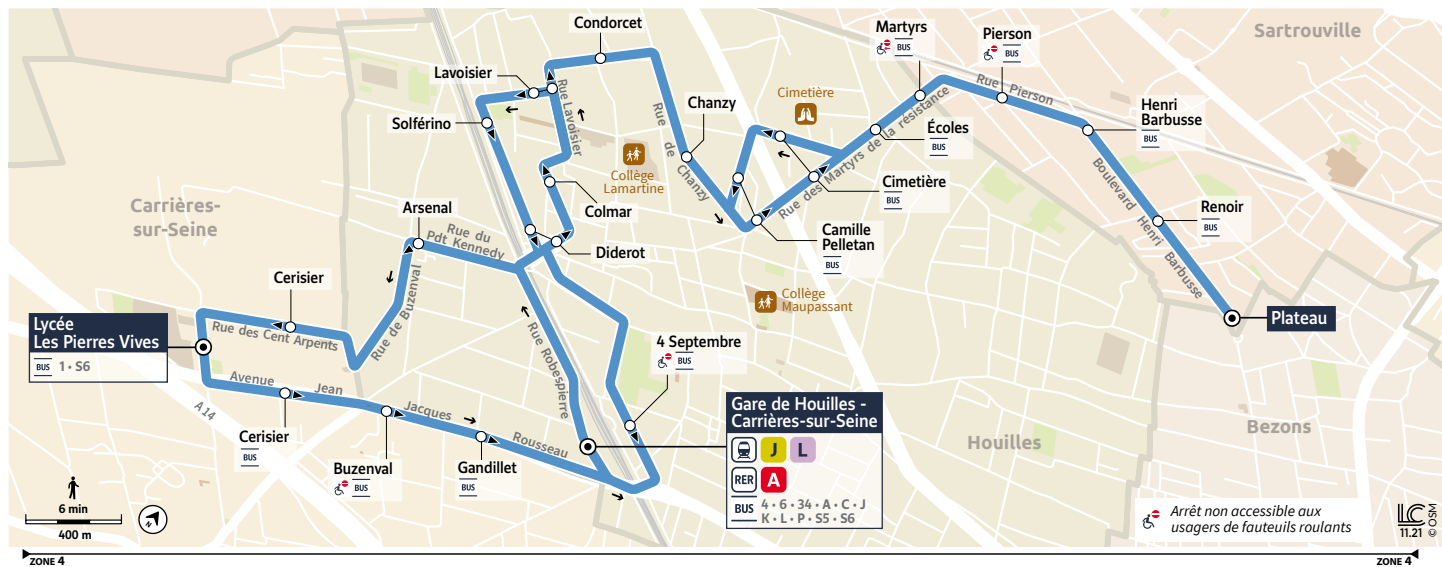 Condorcet
Martyrs
BUS
Pierson
BUS
Sartrouville
Lavoisier
Rue Lavoisier
Rue Pierson
Cimetière
Chanzy
Henri
Barbusse
BUS
Solférino
Rue de Chanzy
Écoles
BUS
Rue des Martyrs de la résistance
Collège
Lamartine
Cimetière
BUS
Boulevard Henri Barbusse
Carrières-
sur-Seine
Arsenal
Colmar
Renoir
BUS
Rue du
Pdt Kennedy
Camille
Pelletan
BUS
Diderot
Cerisier
Rue de Buzenval
Collège
Maupassant
Lycée
Les Pierres Vives
BUS 1 • S6
Rue des Cent Arpents
Rue Robespierre
Plateau
4 Septembre
BUS
Avenue Jean Jacques Rousseau
A14
Gare de Houilles -
Carrières-sur-Seine
J L
RER A
BUS 4 • 6 • 34 • A • C • J
K • L • P • S5 • S6
Houilles
Bezons
Cerisier
BUS
Buzenval
BUS
Gandillet
BUS
6 min
400 m
Arrêt non accessible aux
usagers de fauteuils roulants
LC
11.21
© OSM
ZONE 4
ZONE 4